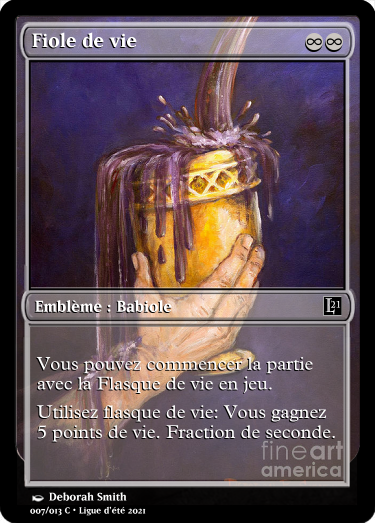 Fiole de vie ∞∞
Emblème : Babiole L21
Vous pouvez commencer la partie
avec la Flasque de vie en jeu.
Utilisez flasque de vie: Vous gagnez
5 points de vie. Fraction de seconde.
fineart
america
Deborah Smith
007/013 C • Ligue d'été 2021